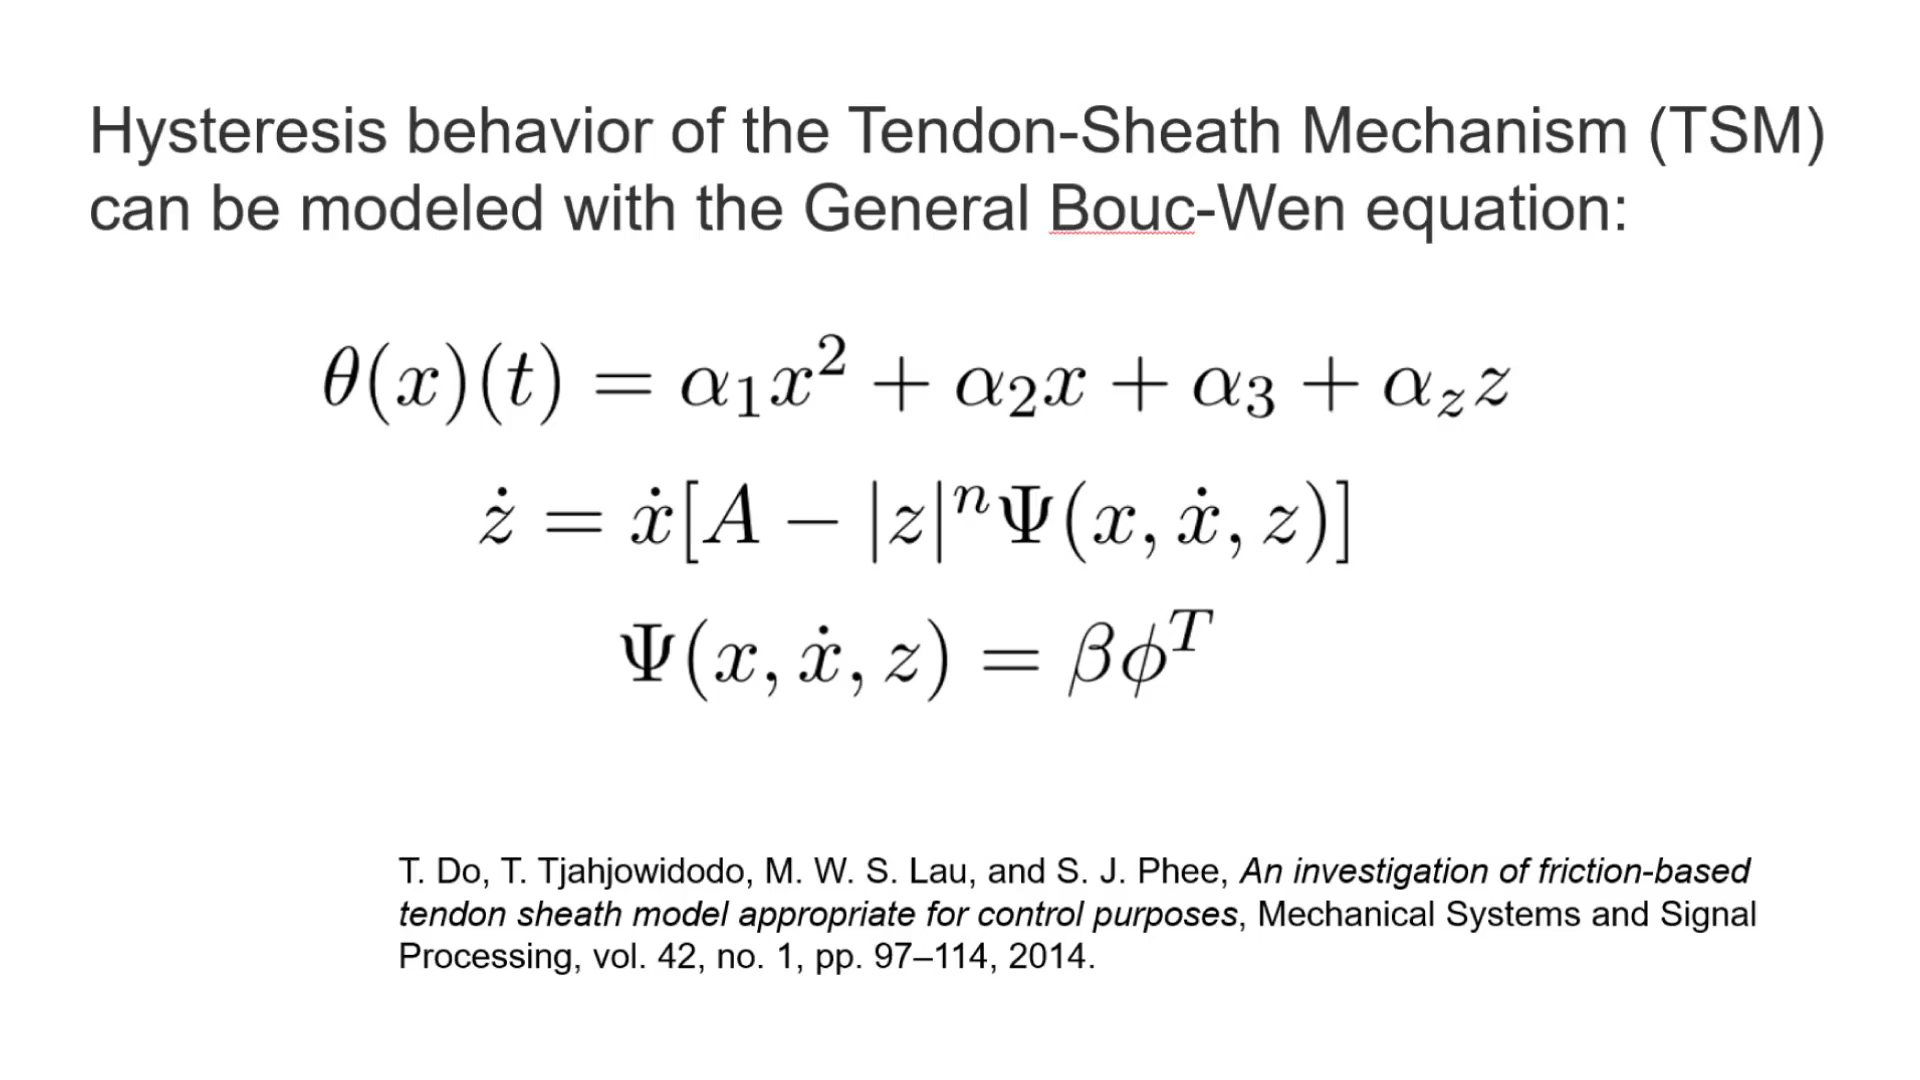 Hysteresis behavior of the Tendon-Sheath Mechanism (TSM)
can be modeled with the General Bouc-Wen equation:
θ(x)(t) = α₁x² + α₂x + α₃ + α_z z
ż = ẋ[A − |z|ⁿΨ(x, ẋ, z)]
Ψ(x, ẋ, z) = βϕᵀ
T. Do, T. Tjahjowidodo, M. W. S. Lau, and S. J. Phee, An investigation of friction-based
tendon sheath model appropriate for control purposes, Mechanical Systems and Signal
Processing, vol. 42, no. 1, pp. 97–114, 2014.